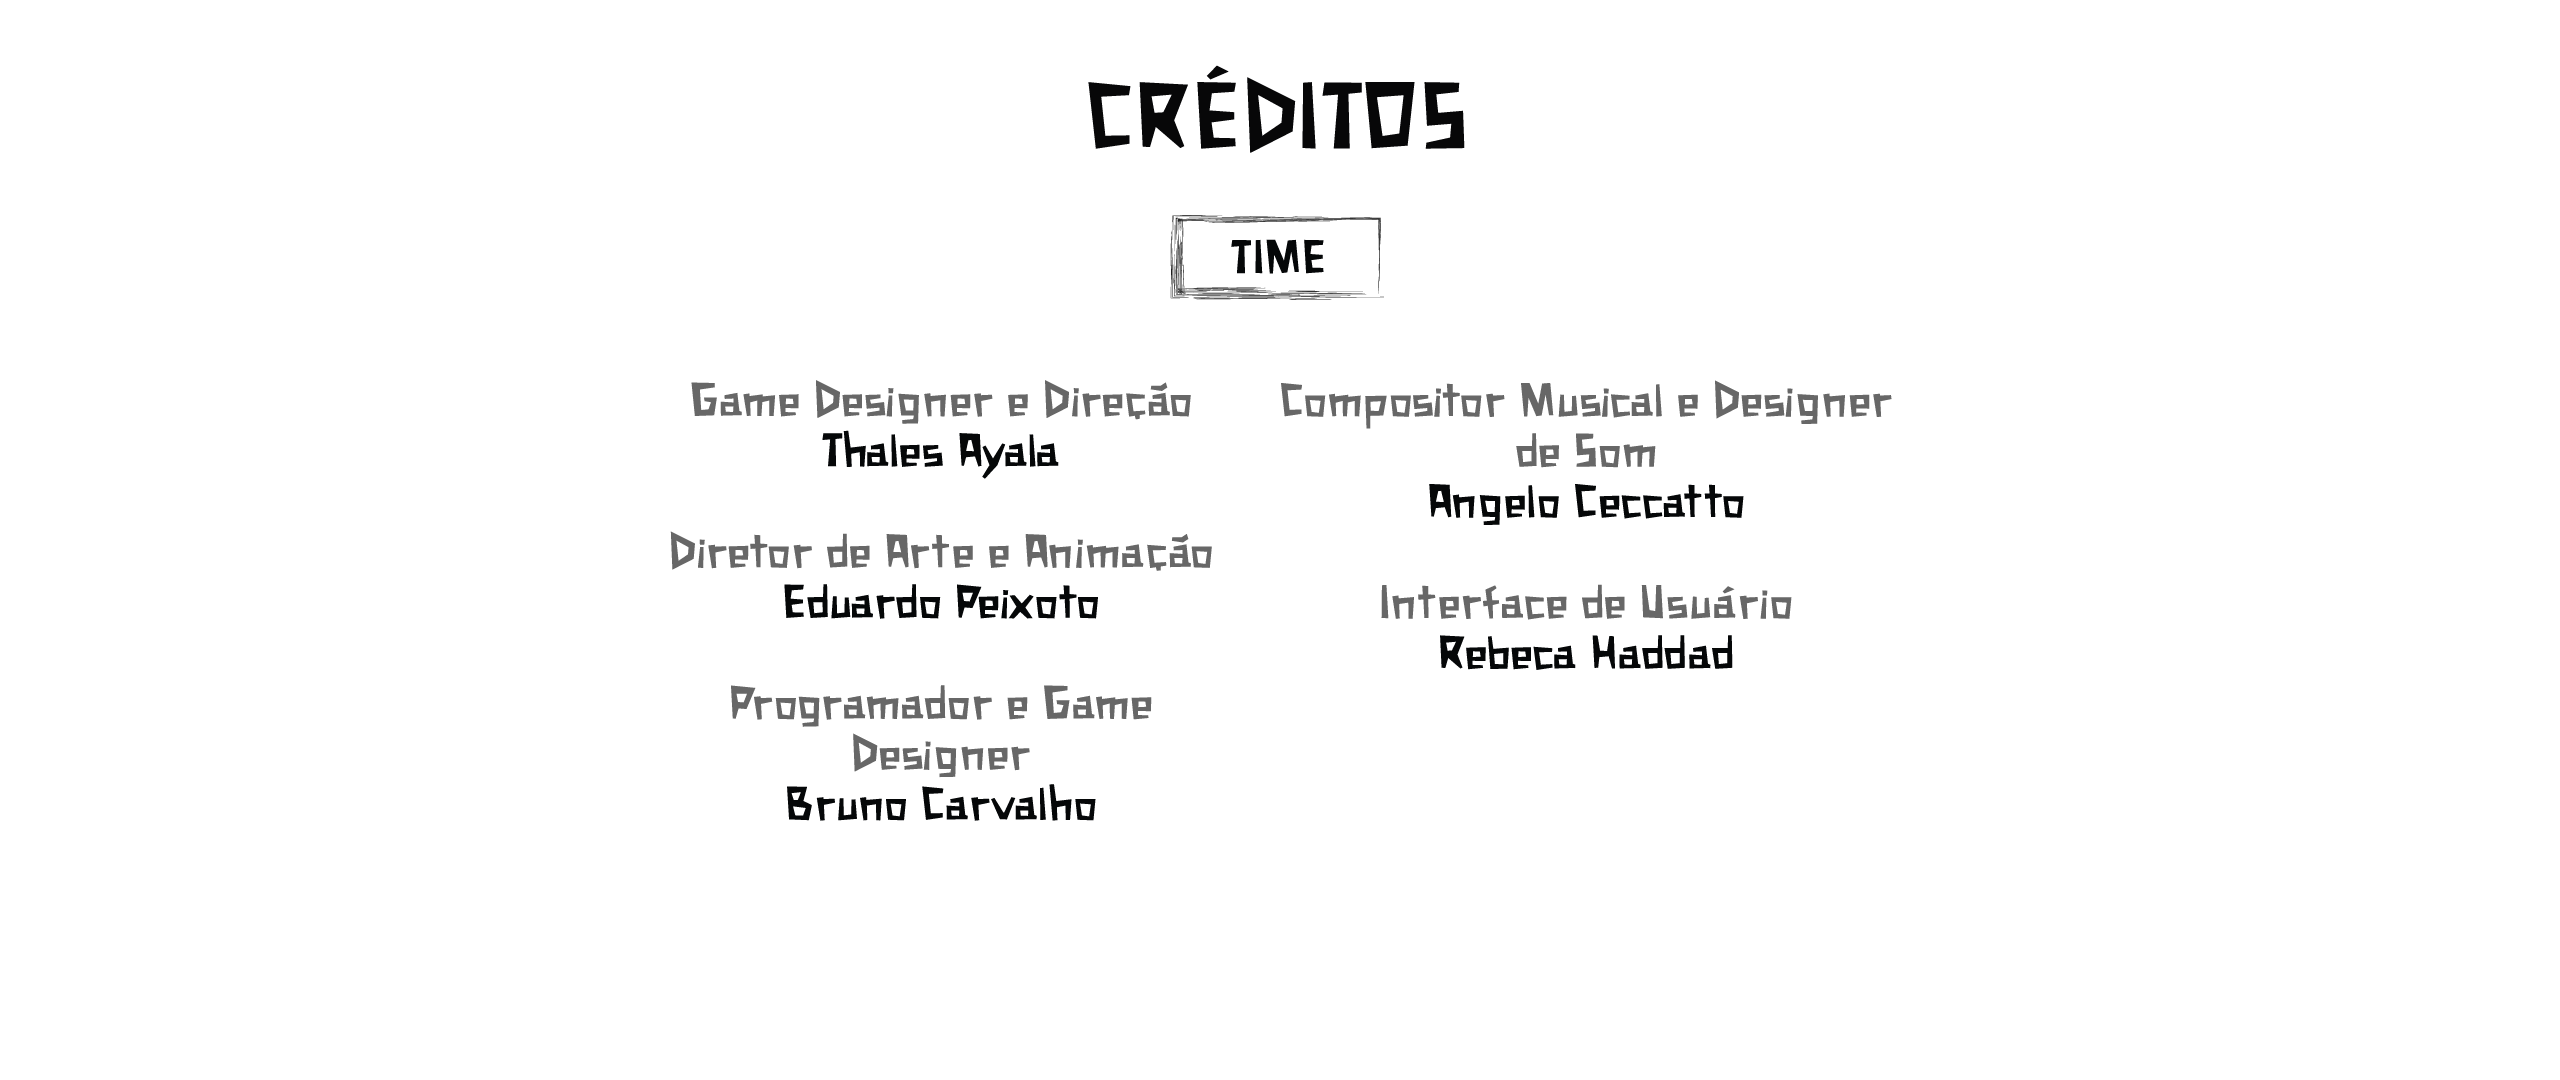 CRÉDITOS
TIME
Game Designer e Direção
Thales Ayala
Diretor de Arte e Animação
Eduardo Peixoto
Programador e Game
Designer
Bruno Carvalho
Compositor Musical e Designer
de Som
Angelo Ceccatto
Interface de Usuário
Rebeca Haddad